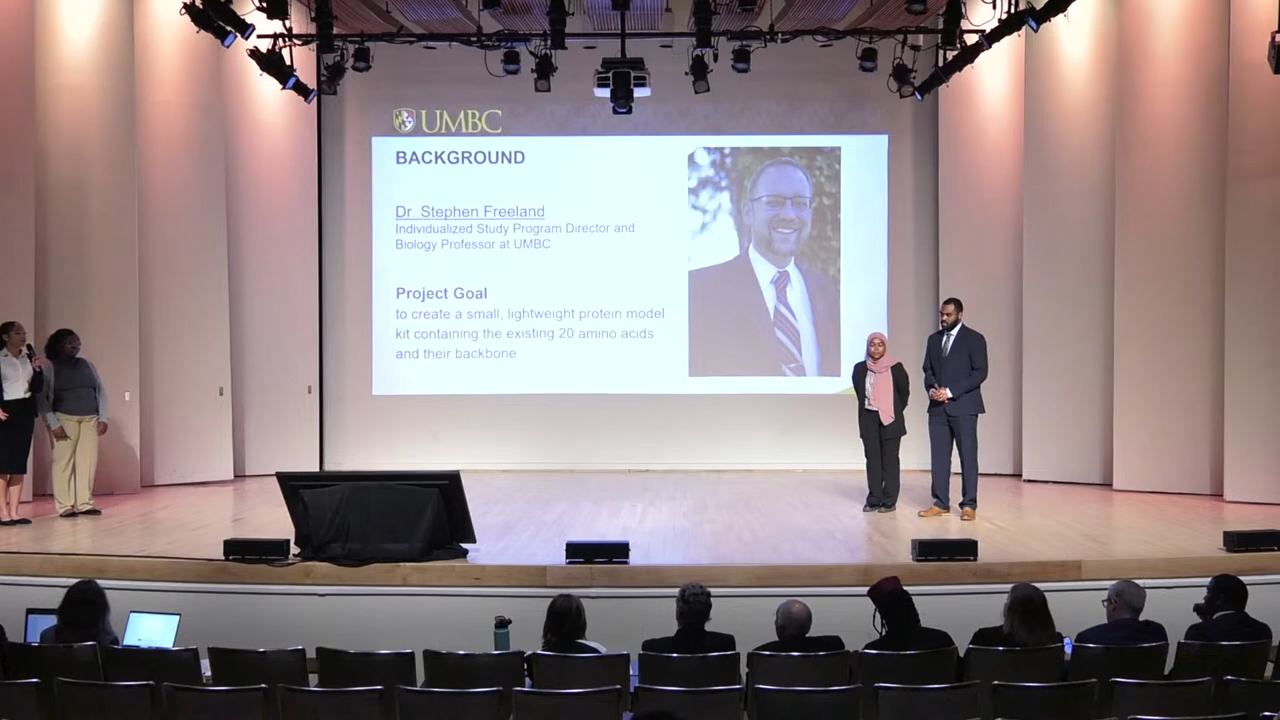 UMBC
BACKGROUND
Dr. Stephen Freeland
Individualized Study Program Director and
Biology Professor at UMBC
Project Goal
to create a small, lightweight protein model
kit containing the existing 20 amino acids
and their backbone